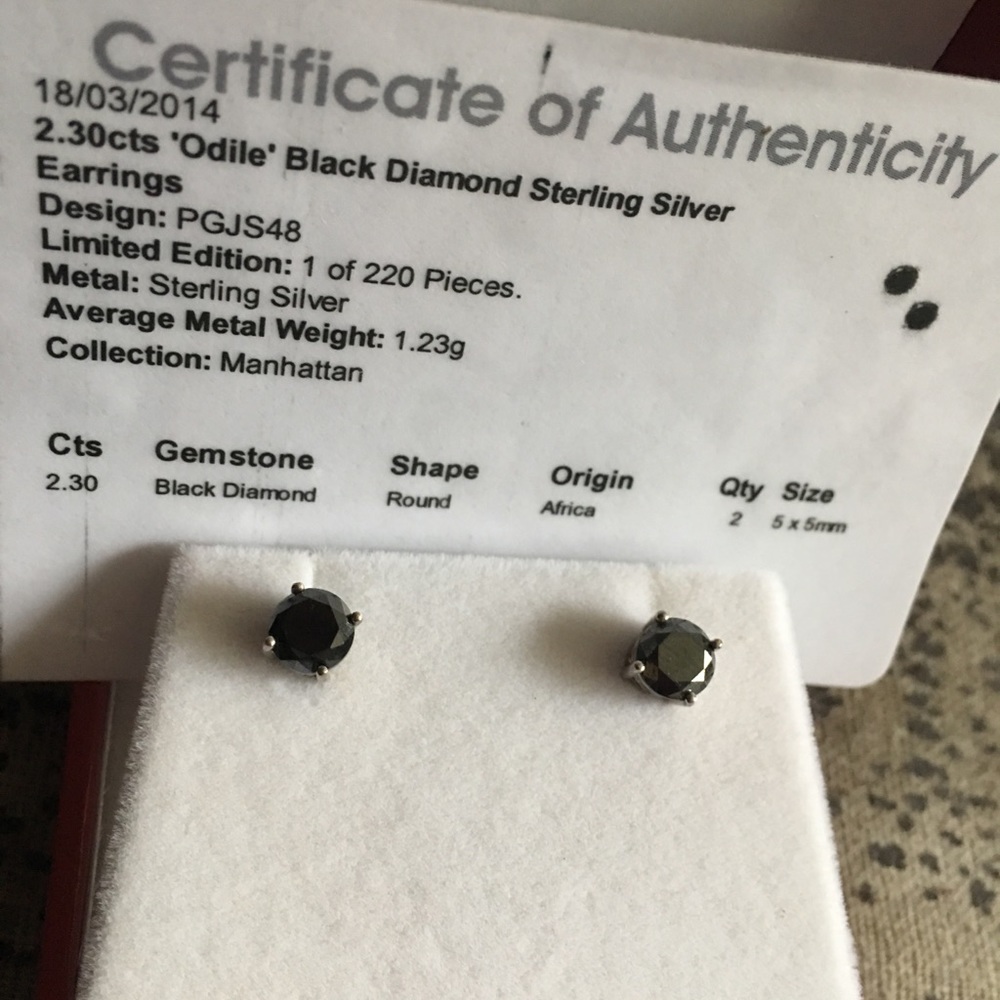 Certificate of Authenticity
18/03/2014
2.30cts 'Odile' Black Diamond Sterling Silver
Earrings
Design: PGJS48
Limited Edition: 1 of 220 Pieces.
Metal: Sterling Silver
Average Metal Weight: 1.23g
Collection: Manhattan
Cts Gemstone Shape Origin Qty Size
2.30 Black Diamond Round Africa 2 5 x 5mm